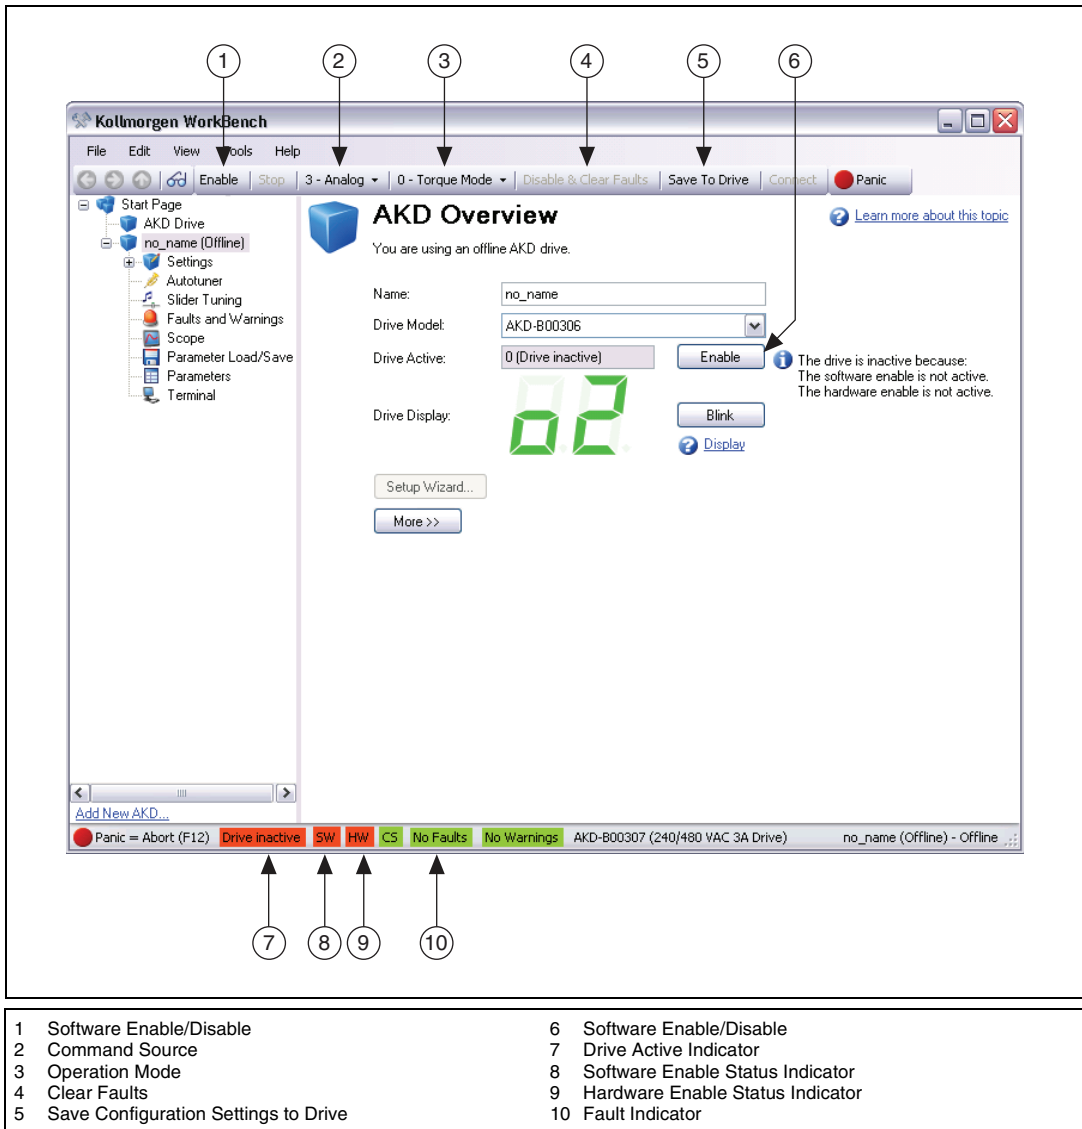 1 2 3 4 5 6
Kollmorgen WorkBench
File Edit View Tools Help
Enable Stop 3 - Analog 0 - Torque Mode Disable & Clear Faults Save To Drive Connect Panic
Start Page
AKD Drive
no_name (Offline)
Settings
Autotuner
Slider Tuning
Faults and Warnings
Scope
Parameter Load/Save
Parameters
Terminal
Add New AKD...
AKD Overview
Learn more about this topic
You are using an offline AKD drive.
Name: no_name
Drive Model: AKD-B00306
Drive Active: 0 (Drive inactive) Enable
The drive is inactive because:
The software enable is not active.
The hardware enable is not active.
Drive Display: o2 Blink
Display
Setup Wizard...
More >>
Panic = Abort (F12) Drive inactive SW HW CS No Faults No Warnings AKD-B00307 (240/480 VAC 3A Drive) no_name (Offline) - Offline
7 8 9 10
1 Software Enable/Disable
2 Command Source
3 Operation Mode
4 Clear Faults
5 Save Configuration Settings to Drive
6 Software Enable/Disable
7 Drive Active Indicator
8 Software Enable Status Indicator
9 Hardware Enable Status Indicator
10 Fault Indicator